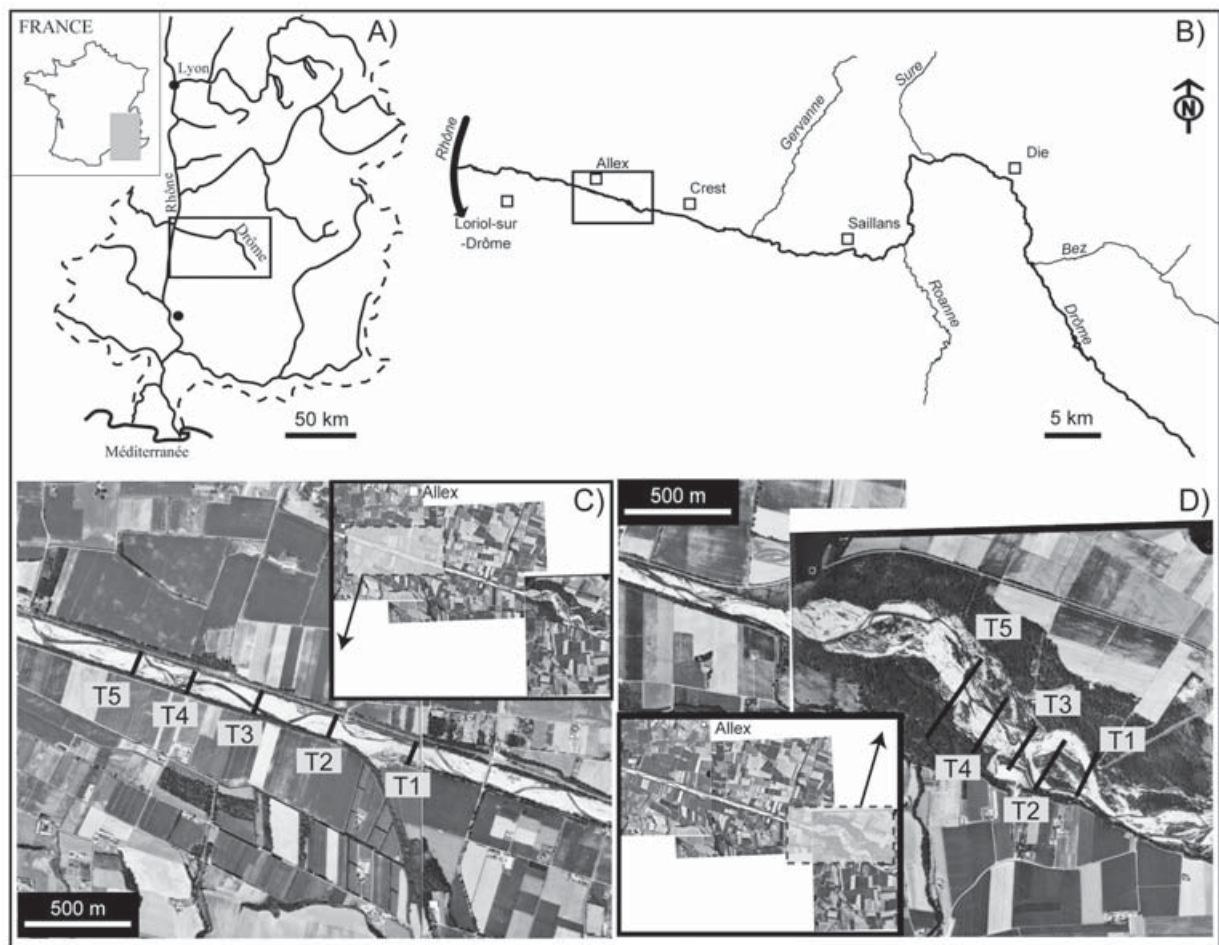 FRANCE
A)
Lyon
Rhône
Drôme
50 km
Méditerranée
B)
N
Rhône
Allex
Loriol-sur
-Drôme
Crest
Gervanne
Saillans
Sure
Die
Bez
Roanne
Drôme
5 km
C)
Allex
T5
T4
T3
T2
T1
500 m
500 m
D)
T5
T3
T1
T4
T2
Allex